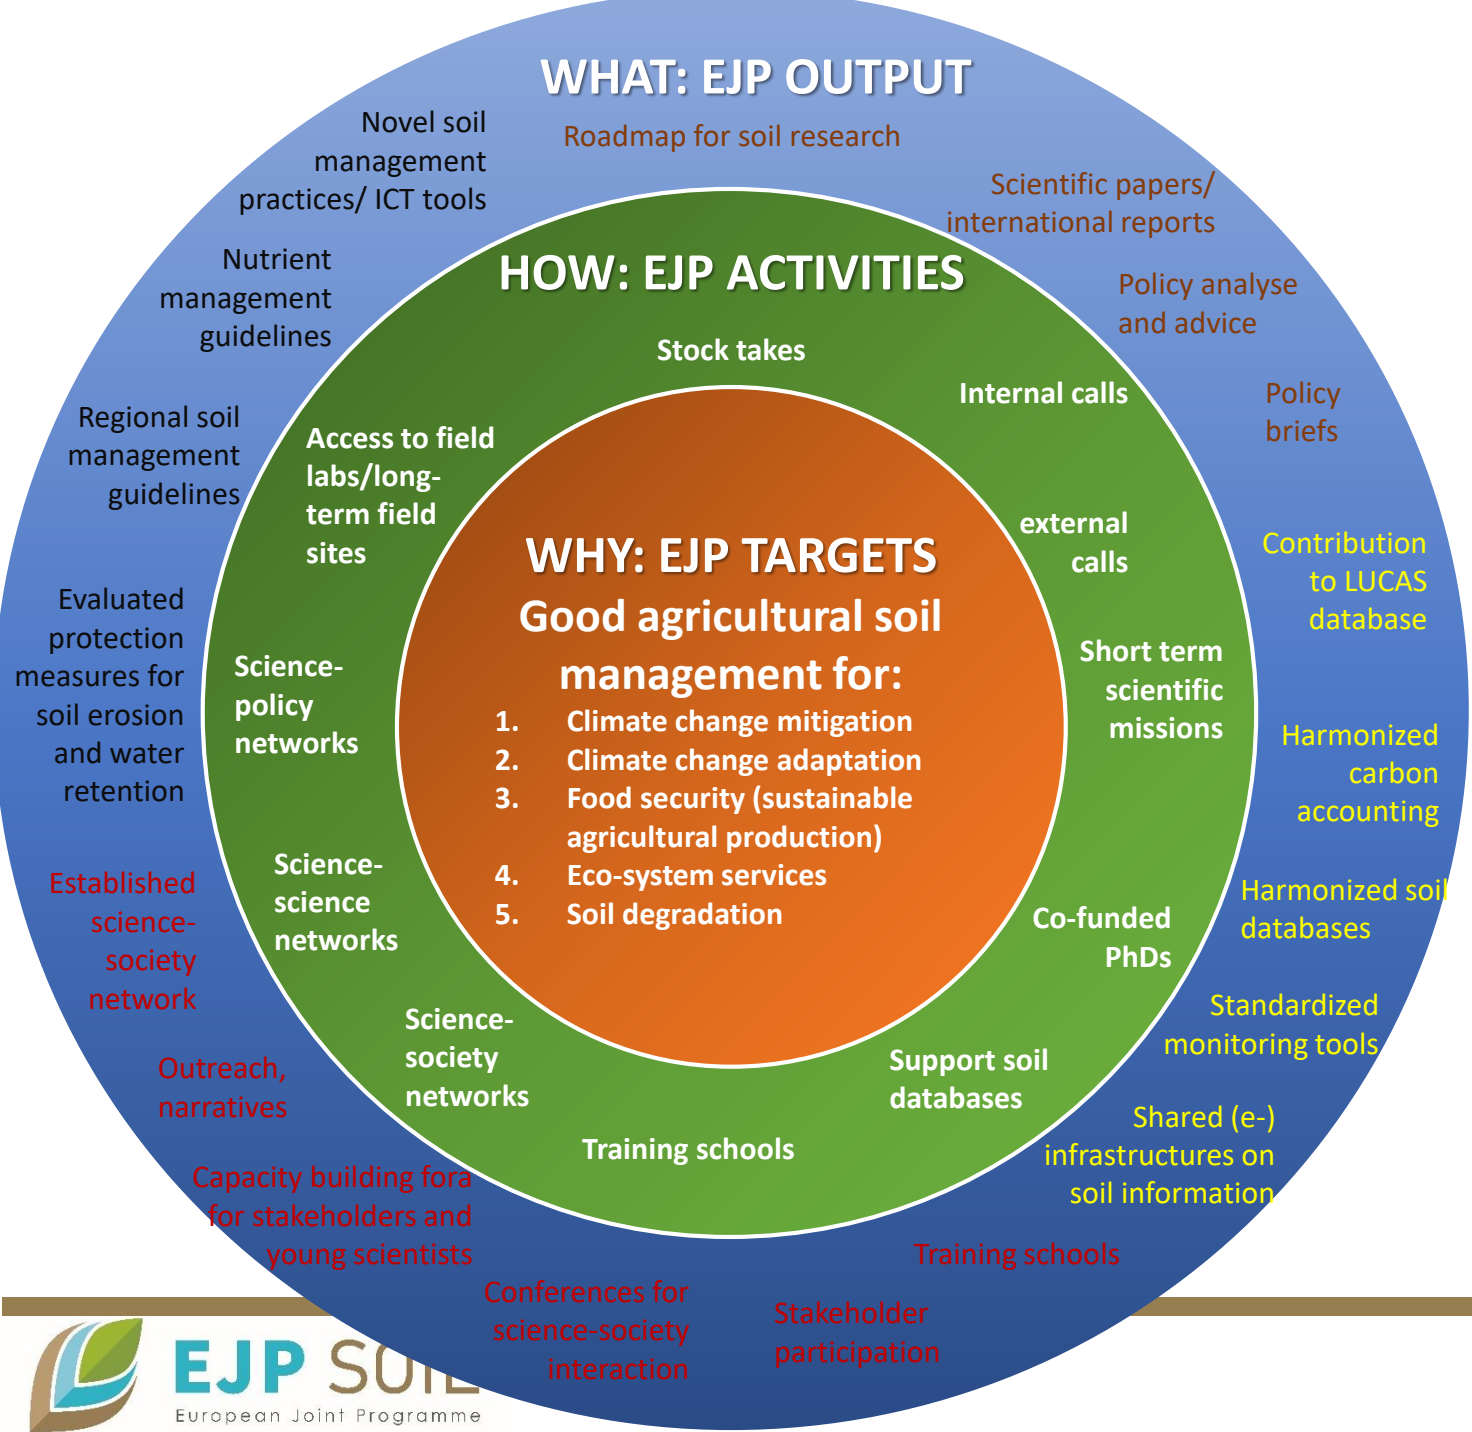 WHAT: EJP OUTPUT
Roadmap for soil research
Scientific papers/
international reports
Policy analyse
and advice
Policy
briefs
Contribution
to LUCAS
database
Harmonized
carbon
accounting
Harmonized soil
databases
Standardized
monitoring tools
Shared (e-)
infrastructures on
soil information
Training schools
Stakeholder
participation
Conferences for
science-society
interaction
Capacity building fora
for stakeholders and
young scientists
Outreach,
narratives
Established
science-
society
network
Evaluated
protection
measures for
soil erosion
and water
retention
Regional soil
management
guidelines
Nutrient
management
guidelines
Novel soil
management
practices/ ICT tools
HOW: EJP ACTIVITIES
Stock takes
Internal calls
external
calls
Short term
scientific
missions
Co-funded
PhDs
Support soil
databases
Training schools
Science-
society
networks
Science-
science
networks
Science-
policy
networks
Access to field
labs/long-
term field
sites
WHY: EJP TARGETS
Good agricultural soil
management for:
1. Climate change mitigation
2. Climate change adaptation
3. Food security (sustainable
agricultural production)
4. Eco-system services
5. Soil degradation
EJP SOIL
European Joint Programme